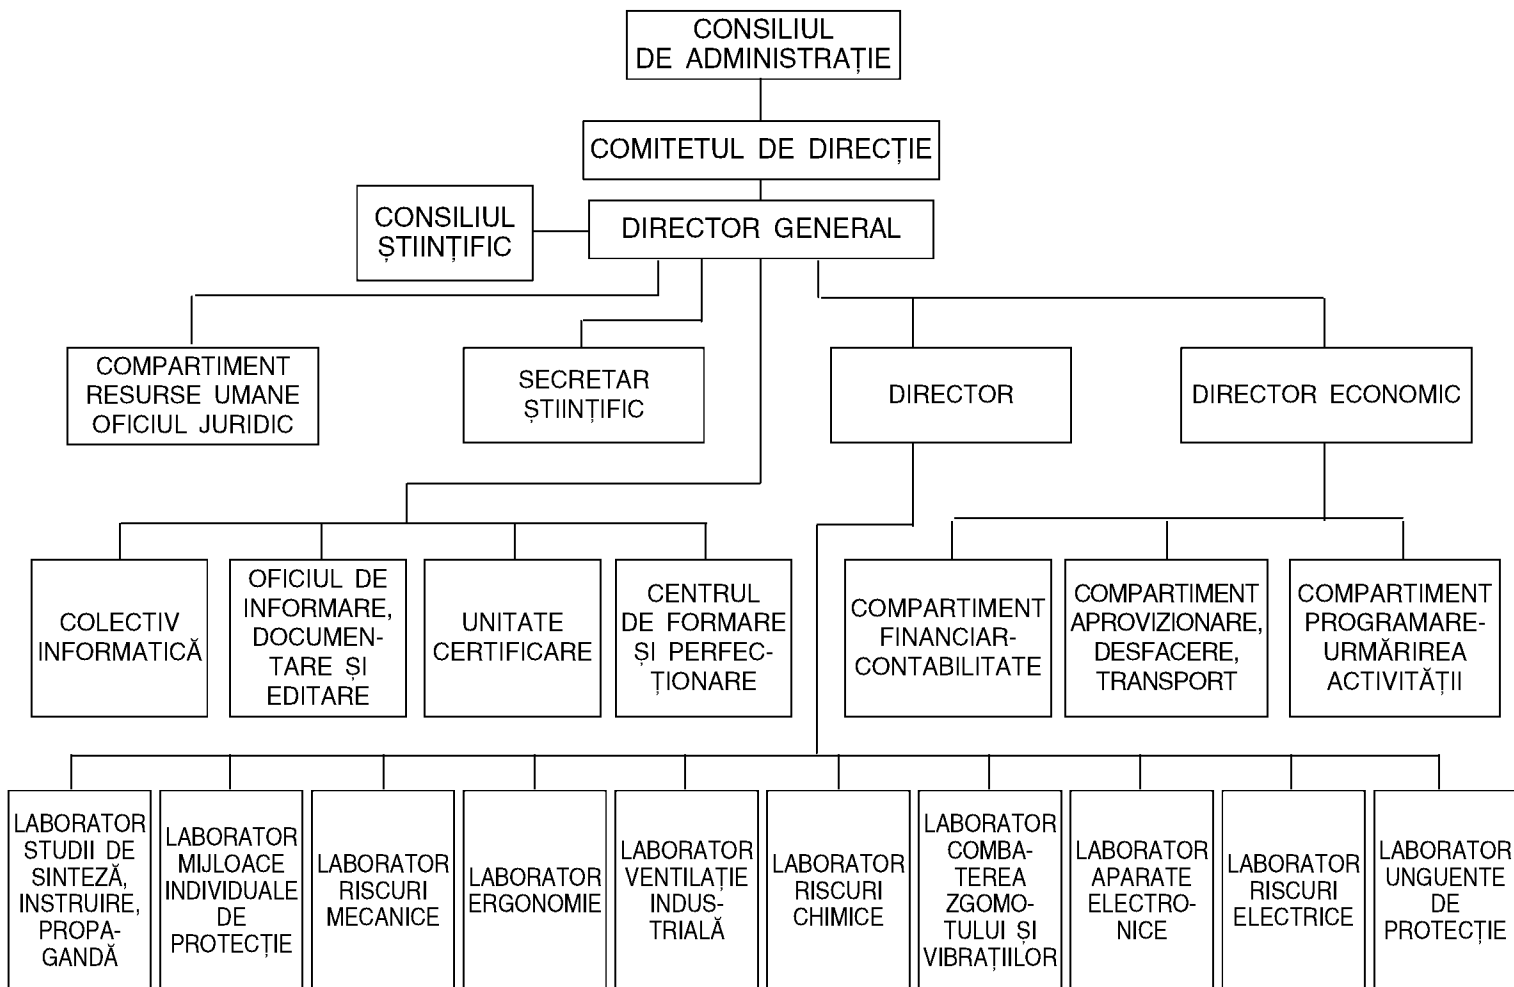 CONSILIUL
DE ADMINISTRAȚIE
COMITETUL DE DIRECȚIE
CONSILIUL
ȘTIINȚIFIC
DIRECTOR GENERAL
COMPARTIMENT
RESURSE UMANE
OFICIUL JURIDIC
SECRETAR
ȘTIINȚIFIC
DIRECTOR
DIRECTOR ECONOMIC
COLECTIV
INFORMATICĂ
OFICIUL DE
INFORMARE,
DOCUMEN-
TARE ȘI
EDITARE
UNITATE
CERTIFICARE
CENTRUL
DE FORMARE
ȘI PERFEC-
ȚIONARE
COMPARTIMENT
FINANCIAR-
CONTABILITATE
COMPARTIMENT
APROVIZIONARE,
DESFACERE,
TRANSPORT
COMPARTIMENT
PROGRAMARE-
URMĂRIREA
ACTIVITĂȚII
LABORATOR
STUDII DE
SINTEZĂ,
INSTRUIRE,
PROPA-
GANDĂ
LABORATOR
MIJLOACE
INDIVIDUALE
DE
PROTECȚIE
LABORATOR
RISCURI
MECANICE
LABORATOR
ERGONOMIE
LABORATOR
VENTILAȚIE
INDUS-
TRIALĂ
LABORATOR
RISCURI
CHIMICE
LABORATOR
COMBA-
TEREA
ZGOMO-
TULUI ȘI
VIBRAȚIILOR
LABORATOR
APARATE
ELECTRO-
NICE
LABORATOR
RISCURI
ELECTRICE
LABORATOR
UNGUENTE
DE
PROTECȚIE